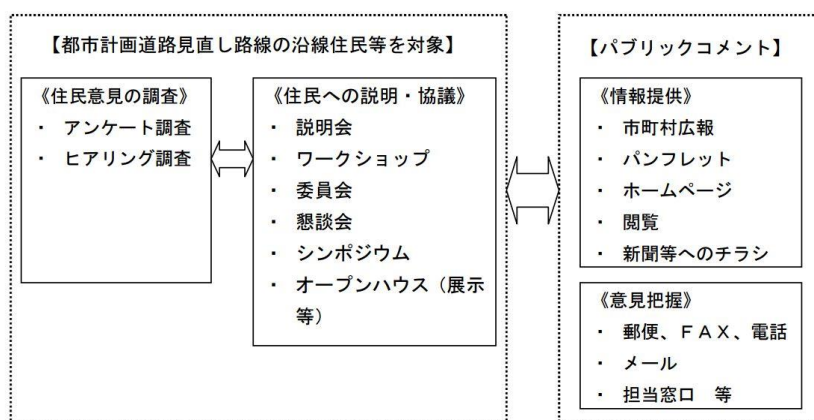 【都市計画道路見直し路線の沿線住民等を対象】
《住民意見の調査》
・ アンケート調査
・ ヒアリング調査
《住民への説明・協議》
・ 説明会
・ ワークショップ
・ 委員会
・ 懇談会
・ シンポジウム
・ オープンハウス（展示
等）
【パブリックコメント】
《情報提供》
・ 市町村広報
・ パンフレット
・ ホームページ
・ 閲覧
・ 新聞等へのチラシ
《意見把握》
・ 郵便、ＦＡＸ、電話
・ メール
・ 担当窓口　等